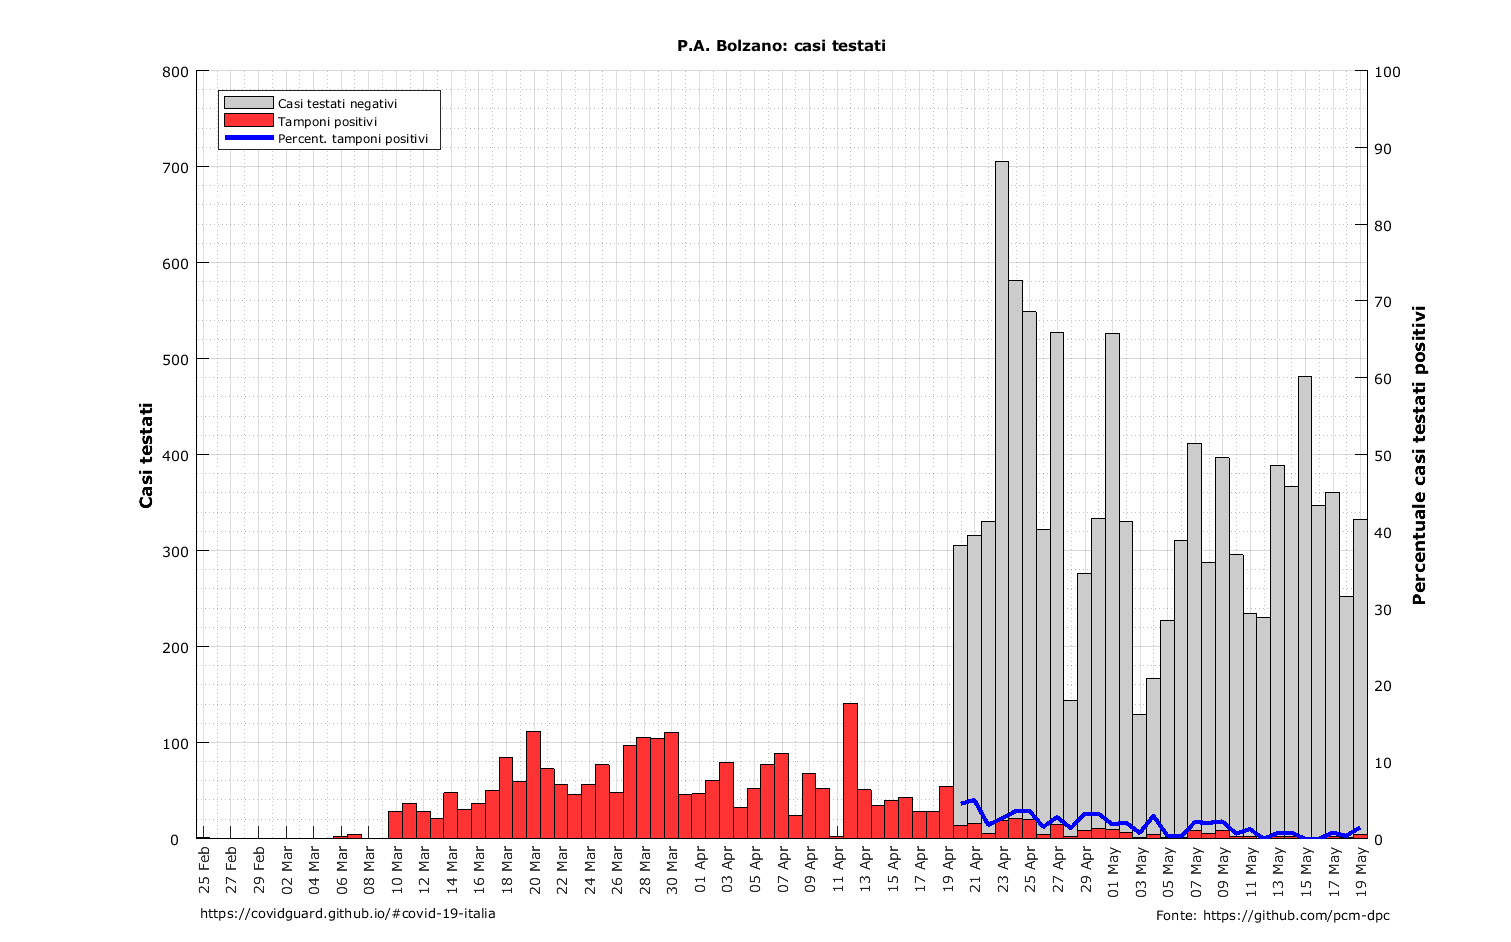 P.A. Bolzano: casi testati
Casi testati negativi
Tamponi positivi
Percent. tamponi positivi
Casi testati
800
700
600
500
400
300
200
100
0
100
90
80
70
60
50
40
30
20
10
0
Percentuale casi testati positivi
25 Feb
27 Feb
29 Feb
02 Mar
04 Mar
06 Mar
08 Mar
10 Mar
12 Mar
14 Mar
16 Mar
18 Mar
20 Mar
22 Mar
24 Mar
26 Mar
28 Mar
30 Mar
01 Apr
03 Apr
05 Apr
07 Apr
09 Apr
11 Apr
13 Apr
15 Apr
17 Apr
19 Apr
21 Apr
23 Apr
25 Apr
27 Apr
29 Apr
01 May
03 May
05 May
07 May
09 May
11 May
13 May
15 May
17 May
19 May
https://covidguard.github.io/#covid-19-italia
Fonte: https://github.com/pcm-dpc